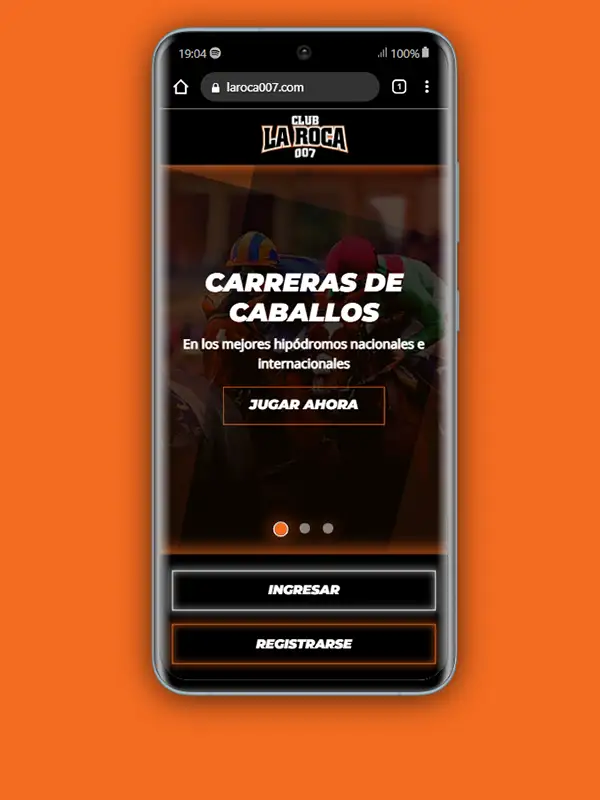 19:04
100%
laroca007.com
1
CLUB
LA ROCA
007
CARRERAS DE
CABALLOS
En los mejores hipódromos nacionales e
internacionales
JUGAR AHORA
INGRESAR
REGISTRARSE